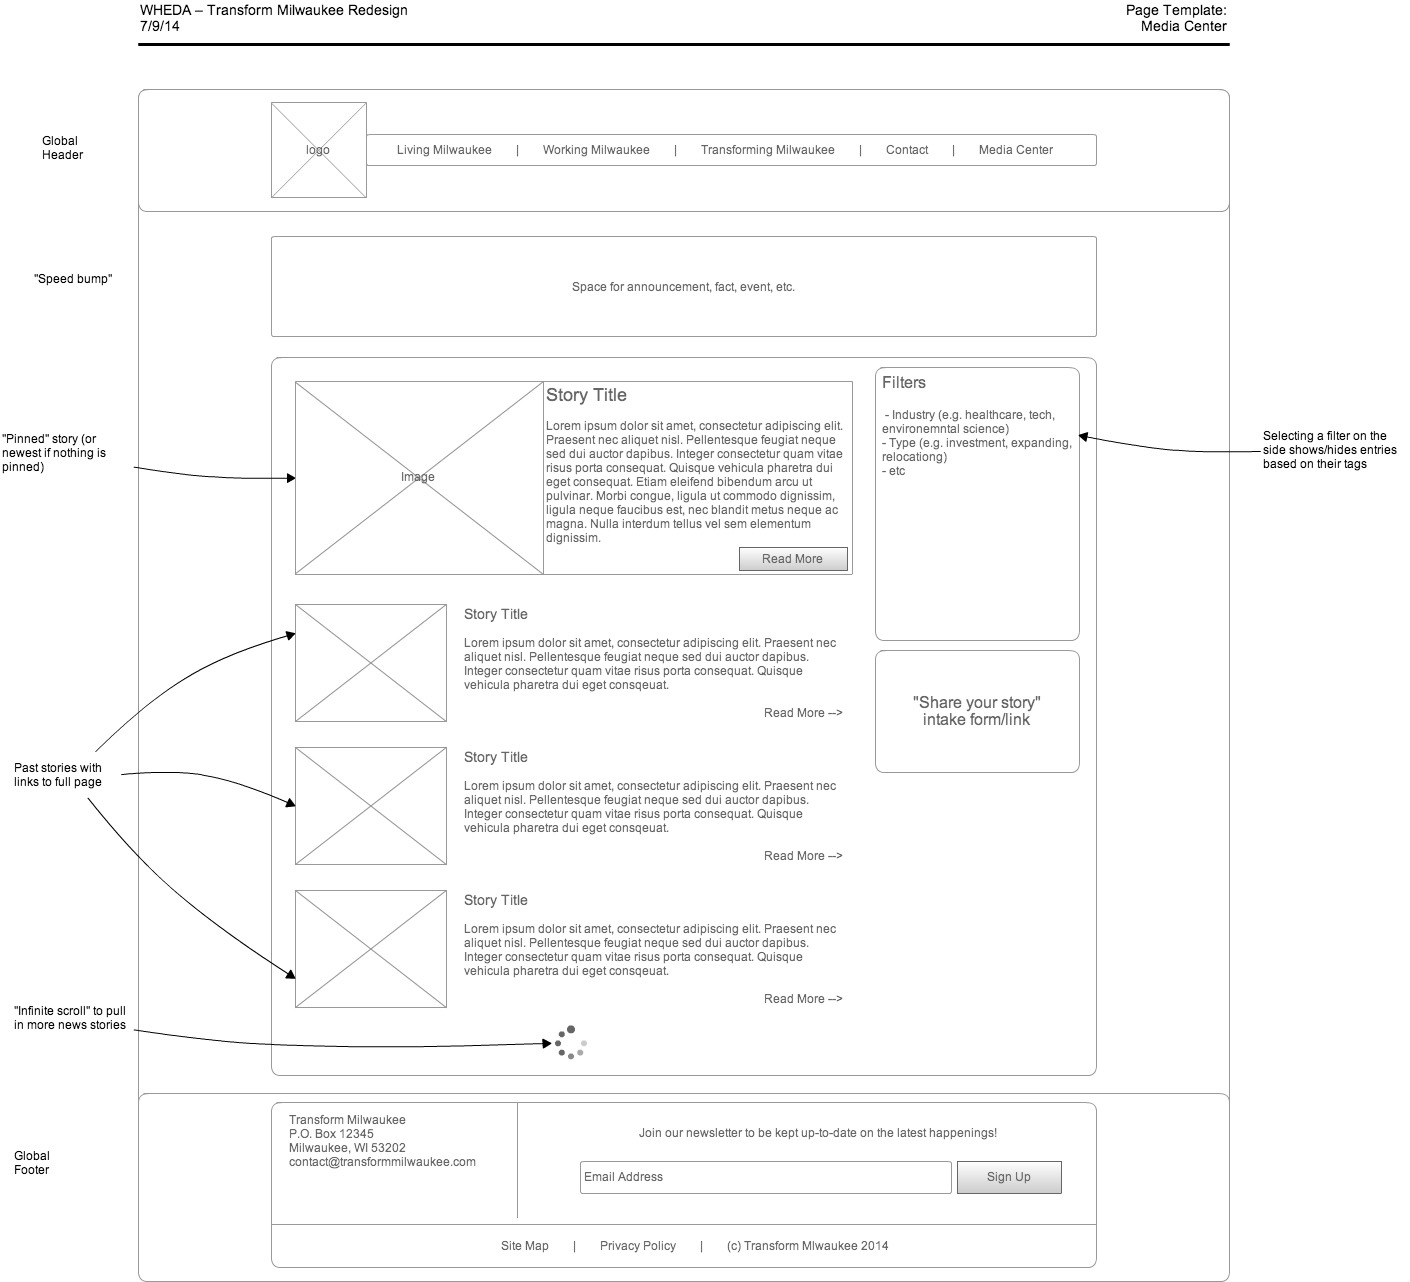 WHEDA – Transform Milwaukee Redesign
7/9/14
Page Template:
Media Center
Global
Header
logo
Living Milwaukee | Working Milwaukee | Transforming Milwaukee | Contact | Media Center
"Speed bump"
Space for announcement, fact, event, etc.
"Pinned" story (or
newest if nothing is
pinned)
Image
Story Title
Lorem ipsum dolor sit amet, consectetur adipiscing elit.
Praesent nec aliquet nisl. Pellentesque feugiat neque
sed dui auctor dapibus. Integer consectetur quam vitae
risus porta consequat. Quisque vehicula pharetra dui
eget consequat. Etiam eleifend bibendum arcu ut
pulvinar. Morbi congue, ligula ut commodo dignissim,
ligula neque faucibus est, nec blandit metus neque ac
magna. Nulla interdum tellus vel sem elementum
dignissim.
Read More
Filters
- Industry (e.g. healthcare, tech,
environemntal science)
- Type (e.g. investment, expanding,
relocationg)
- etc
Selecting a filter on the
side shows/hides entries
based on their tags
Story Title
Lorem ipsum dolor sit amet, consectetur adipiscing elit. Praesent nec
aliquet nisl. Pellentesque feugiat neque sed dui auctor dapibus.
Integer consectetur quam vitae risus porta consequat. Quisque
vehicula pharetra dui eget consqeuat.
Read More -->
"Share your story"
intake form/link
Past stories with
links to full page
Story Title
Lorem ipsum dolor sit amet, consectetur adipiscing elit. Praesent nec
aliquet nisl. Pellentesque feugiat neque sed dui auctor dapibus.
Integer consectetur quam vitae risus porta consequat. Quisque
vehicula pharetra dui eget consqeuat.
Read More -->
Story Title
Lorem ipsum dolor sit amet, consectetur adipiscing elit. Praesent nec
aliquet nisl. Pellentesque feugiat neque sed dui auctor dapibus.
Integer consectetur quam vitae risus porta consequat. Quisque
vehicula pharetra dui eget consqeuat.
Read More -->
"Infinite scroll" to pull
in more news stories
Global
Footer
Transform Milwaukee
P.O. Box 12345
Milwaukee, WI 53202
contact@transformmilwaukee.com
Join our newsletter to be kept up-to-date on the latest happenings!
Email Address
Sign Up
Site Map | Privacy Policy | (c) Transform MIwaukee 2014